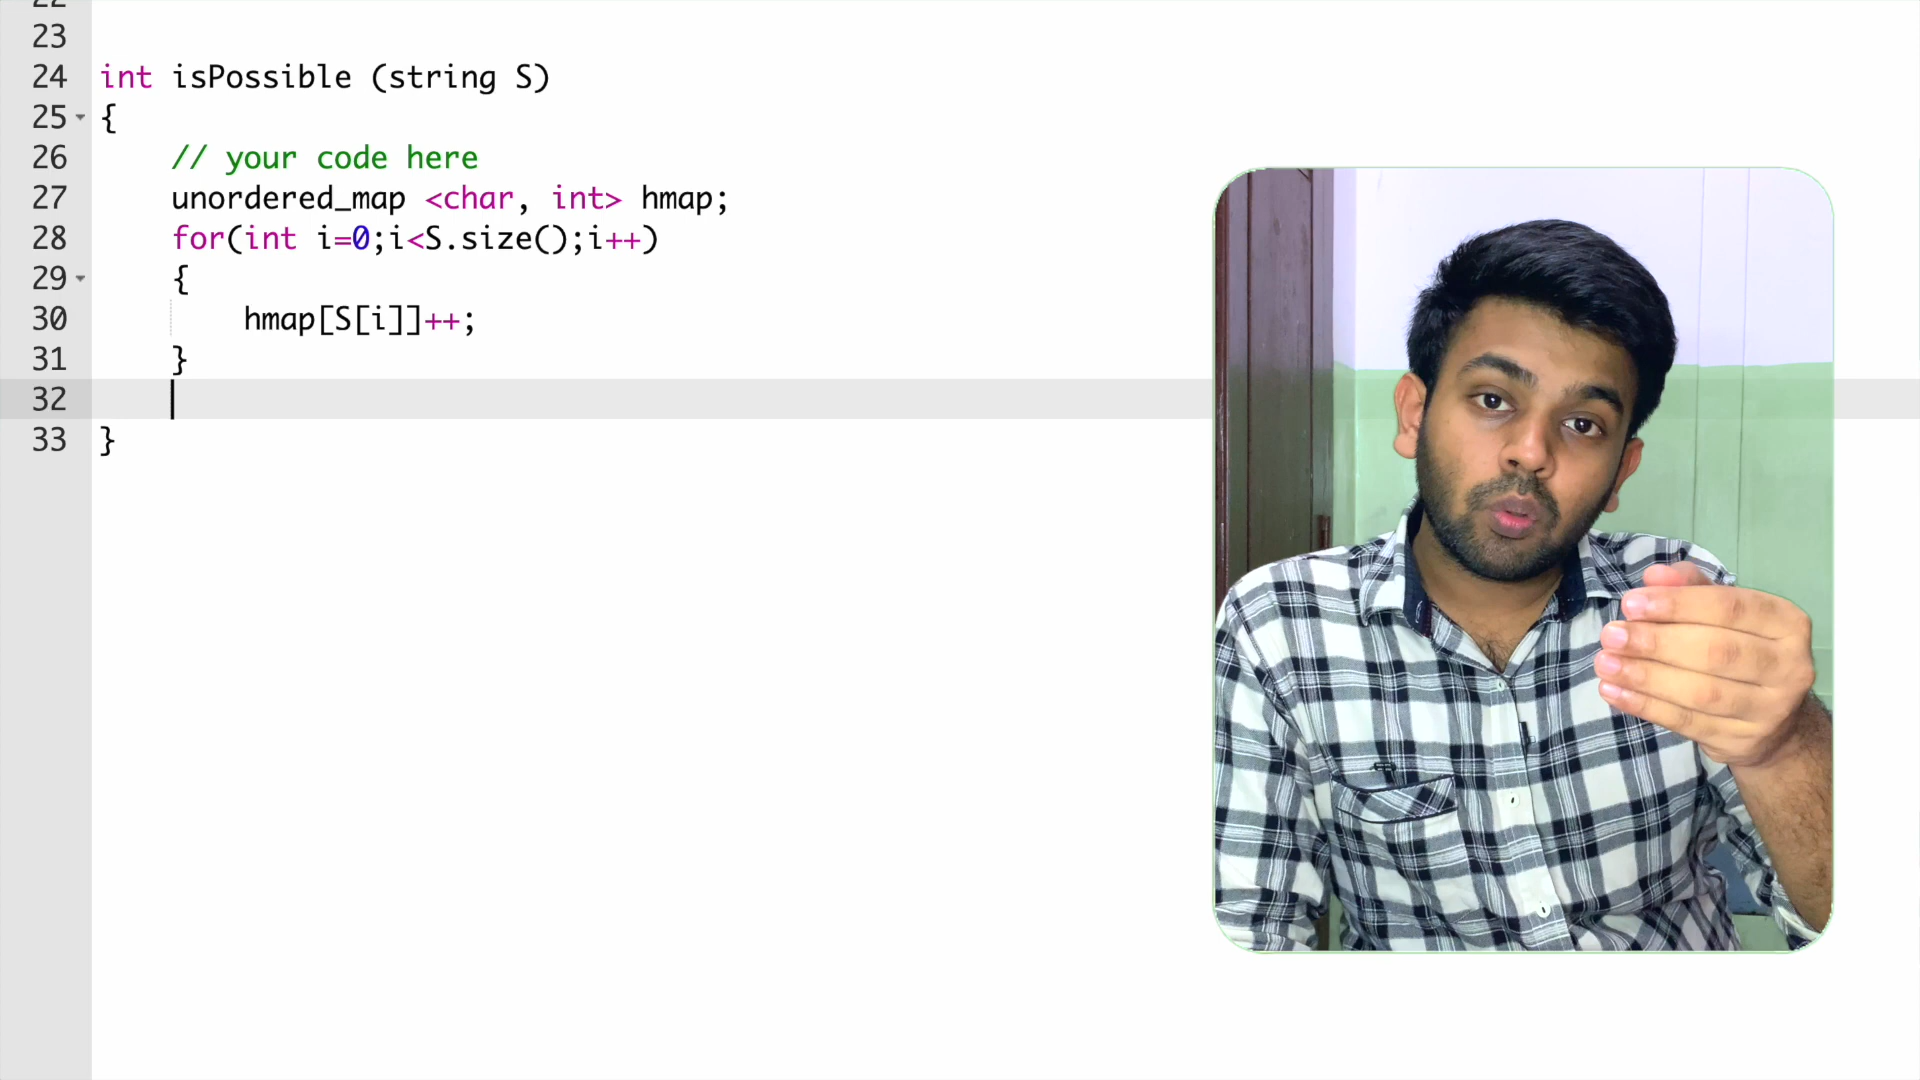 22
23
24 int isPossible (string S)
25 {
26 // your code here
27 unordered_map <char, int> hmap;
28 for(int i=0;i<S.size();i++)
29 {
30 hmap[S[i]]++;
31 }
32
33 }